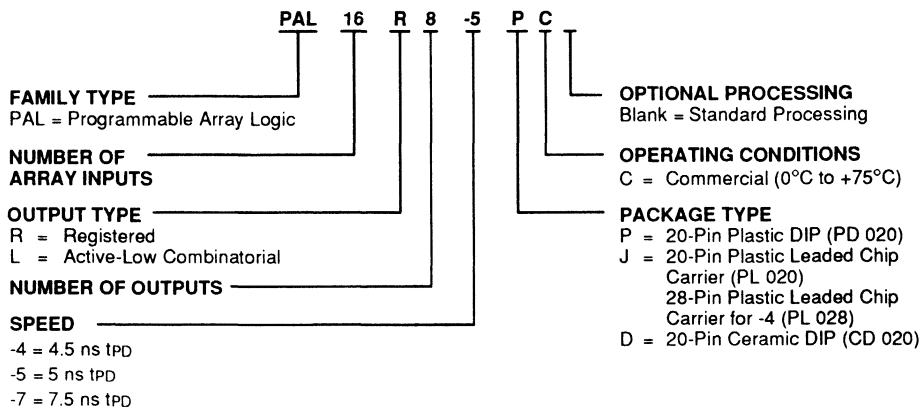 PAL 16 R 8 -5 P C
FAMILY TYPE
PAL = Programmable Array Logic
NUMBER OF
ARRAY INPUTS
OUTPUT TYPE
R = Registered
L = Active-Low Combinatorial
NUMBER OF OUTPUTS
SPEED
-4 = 4.5 ns tPD
-5 = 5 ns tPD
-7 = 7.5 ns tPD
OPTIONAL PROCESSING
Blank = Standard Processing
OPERATING CONDITIONS
C = Commercial (0°C to +75°C)
PACKAGE TYPE
P = 20-Pin Plastic DIP (PD 020)
J = 20-Pin Plastic Leaded Chip
Carrier (PL 020)
28-Pin Plastic Leaded Chip
Carrier for -4 (PL 028)
D = 20-Pin Ceramic DIP (CD 020)